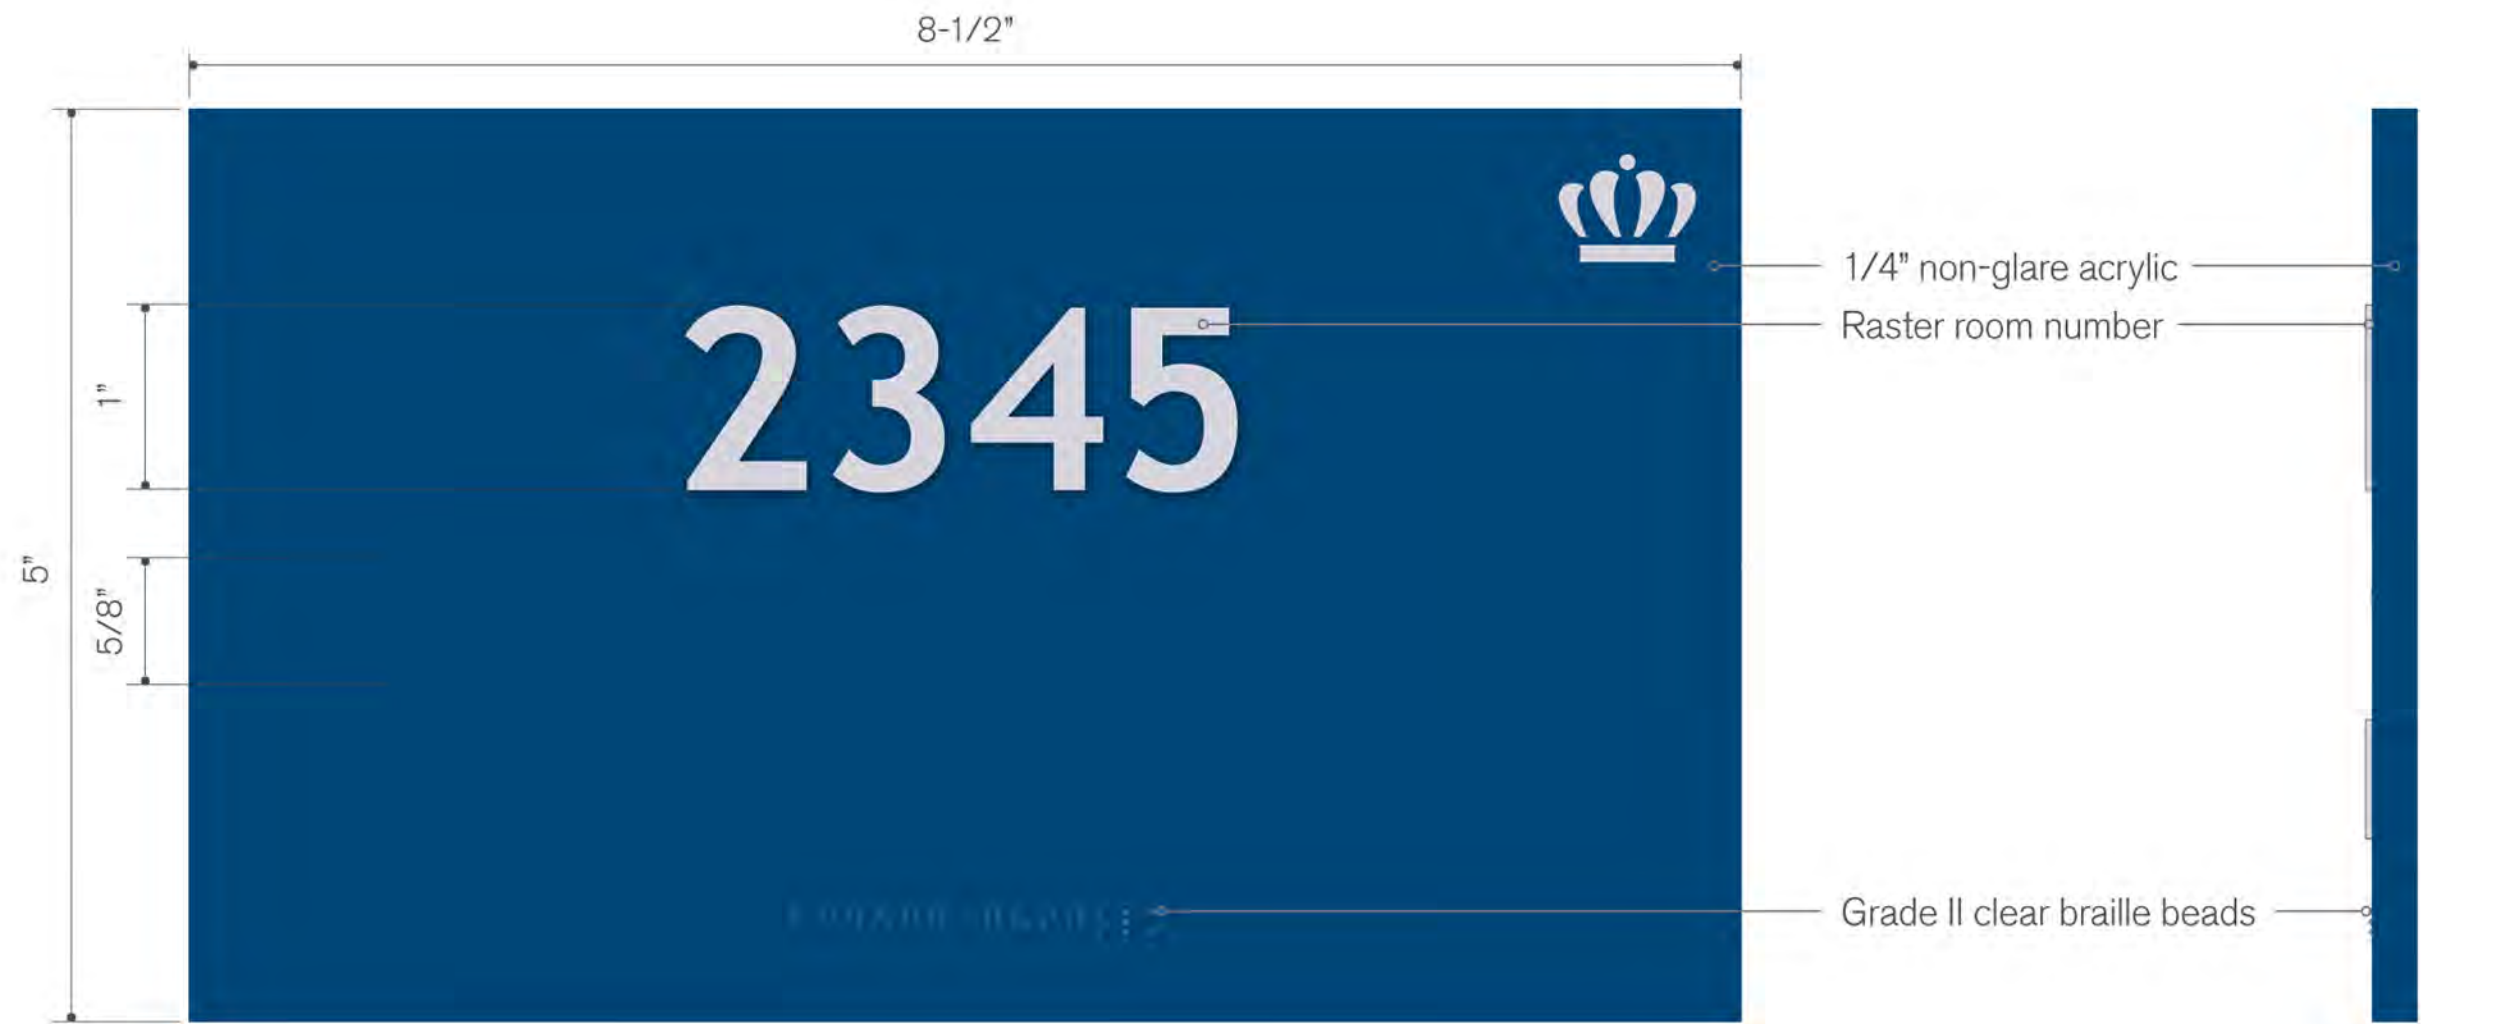 8-1/2”
2345
1/4” non-glare acrylic
Raster room number
1”
5”
5/8”
Grade II clear braille beads